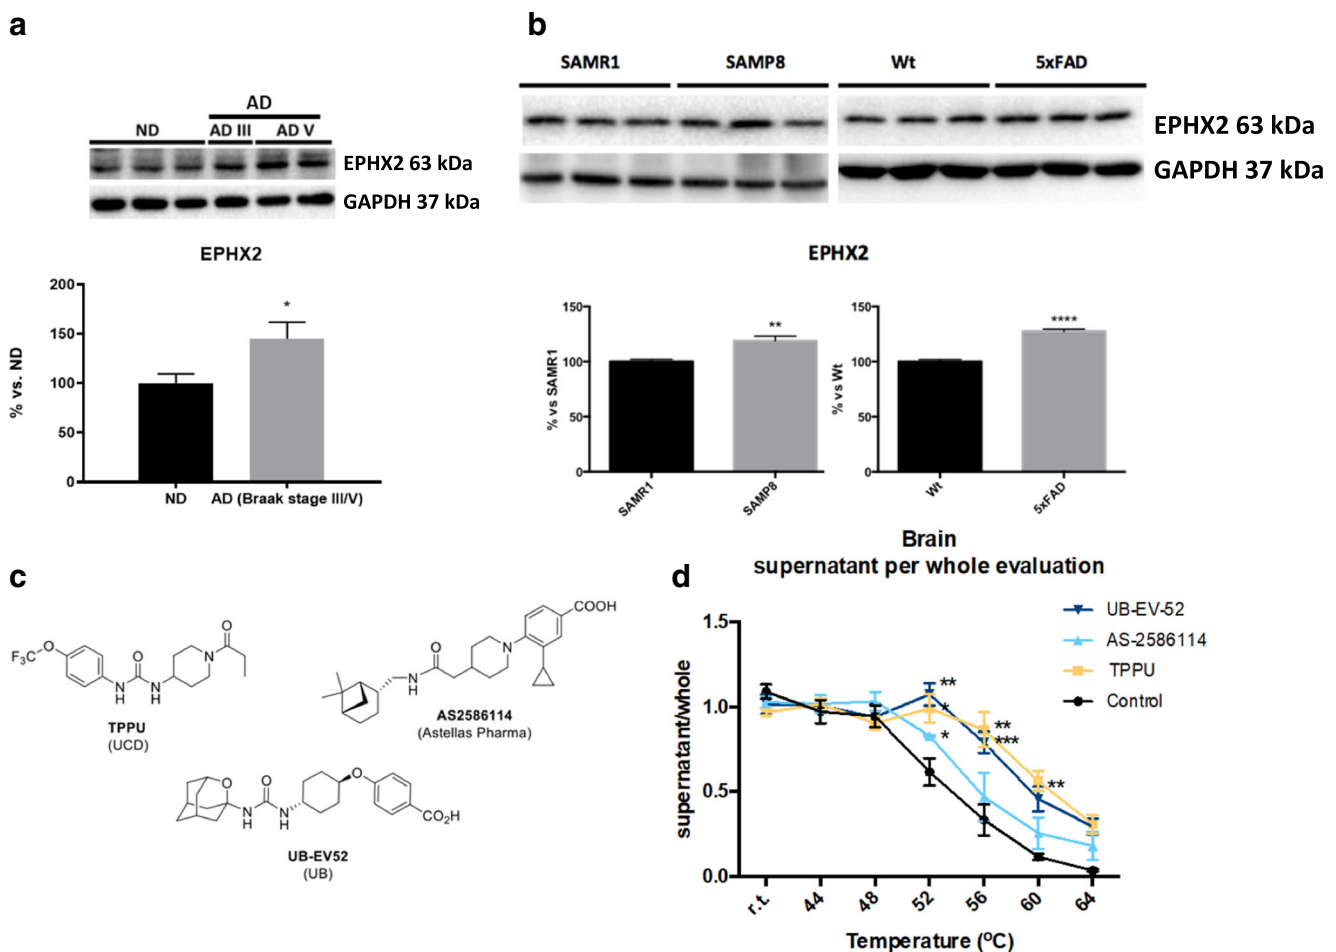 a
AD
ND AD III AD V
EPHX2 63 kDa
GAPDH 37 kDa
EPHX2
% vs. ND
200
150
100
50
0
*
ND AD (Braak stage III/V)
b
SAMR1 SAMP8 Wt 5xFAD
EPHX2 63 kDa
GAPDH 37 kDa
EPHX2
% vs SAMR1
150
100
50
0
**
SAMR1 SAMP8
% vs Wt
150
100
50
0
****
Wt 5xFAD
c
F₃C O O N H N H N O
TPPU
(UCD)
COOH
N O N H
AS2586114
(Astellas Pharma)
O O O N H N H CO₂H
UB-EV52
(UB)
d
Brain
supernatant per whole evaluation
UB-EV-52
AS-2586114
TPPU
Control
supernatant/whole
1.5
1.0
0.5
0.0
**
*
*
**
***
**
r.t. 44 48 52 56 60 64
Temperature (ºC)